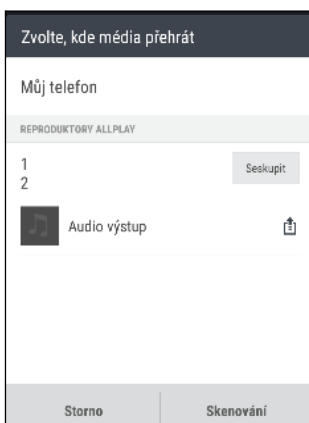 Zvolte, kde média přehrát
Můj telefon
REPRODUKTORY ALLPLAY
1
Seskupit
2
Audio výstup
Storno
Skenování